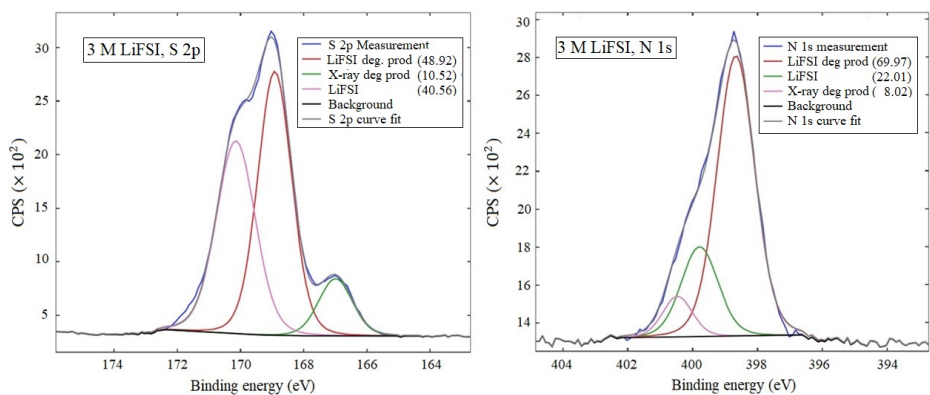 3 M LiFSI, S 2p
S 2p Measurement
LiFSI deg. prod (48.92)
X-ray deg prod (10.52)
LiFSI (40.56)
Background
S 2p curve fit
CPS (× 10²)
30
25
20
15
10
5
174 172 170 169 166 164
Binding energy (eV)
3 M LiFSI, N 1s
N 1s measurement
LiFSI deg prod (69.97)
LiFSI (22.01)
X-ray deg prod ( 8.02)
Background
N 1s curve fit
CPS (× 10²)
30
28
26
24
22
20
18
16
14
404 402 400 398 396 394
Binding energy (eV)